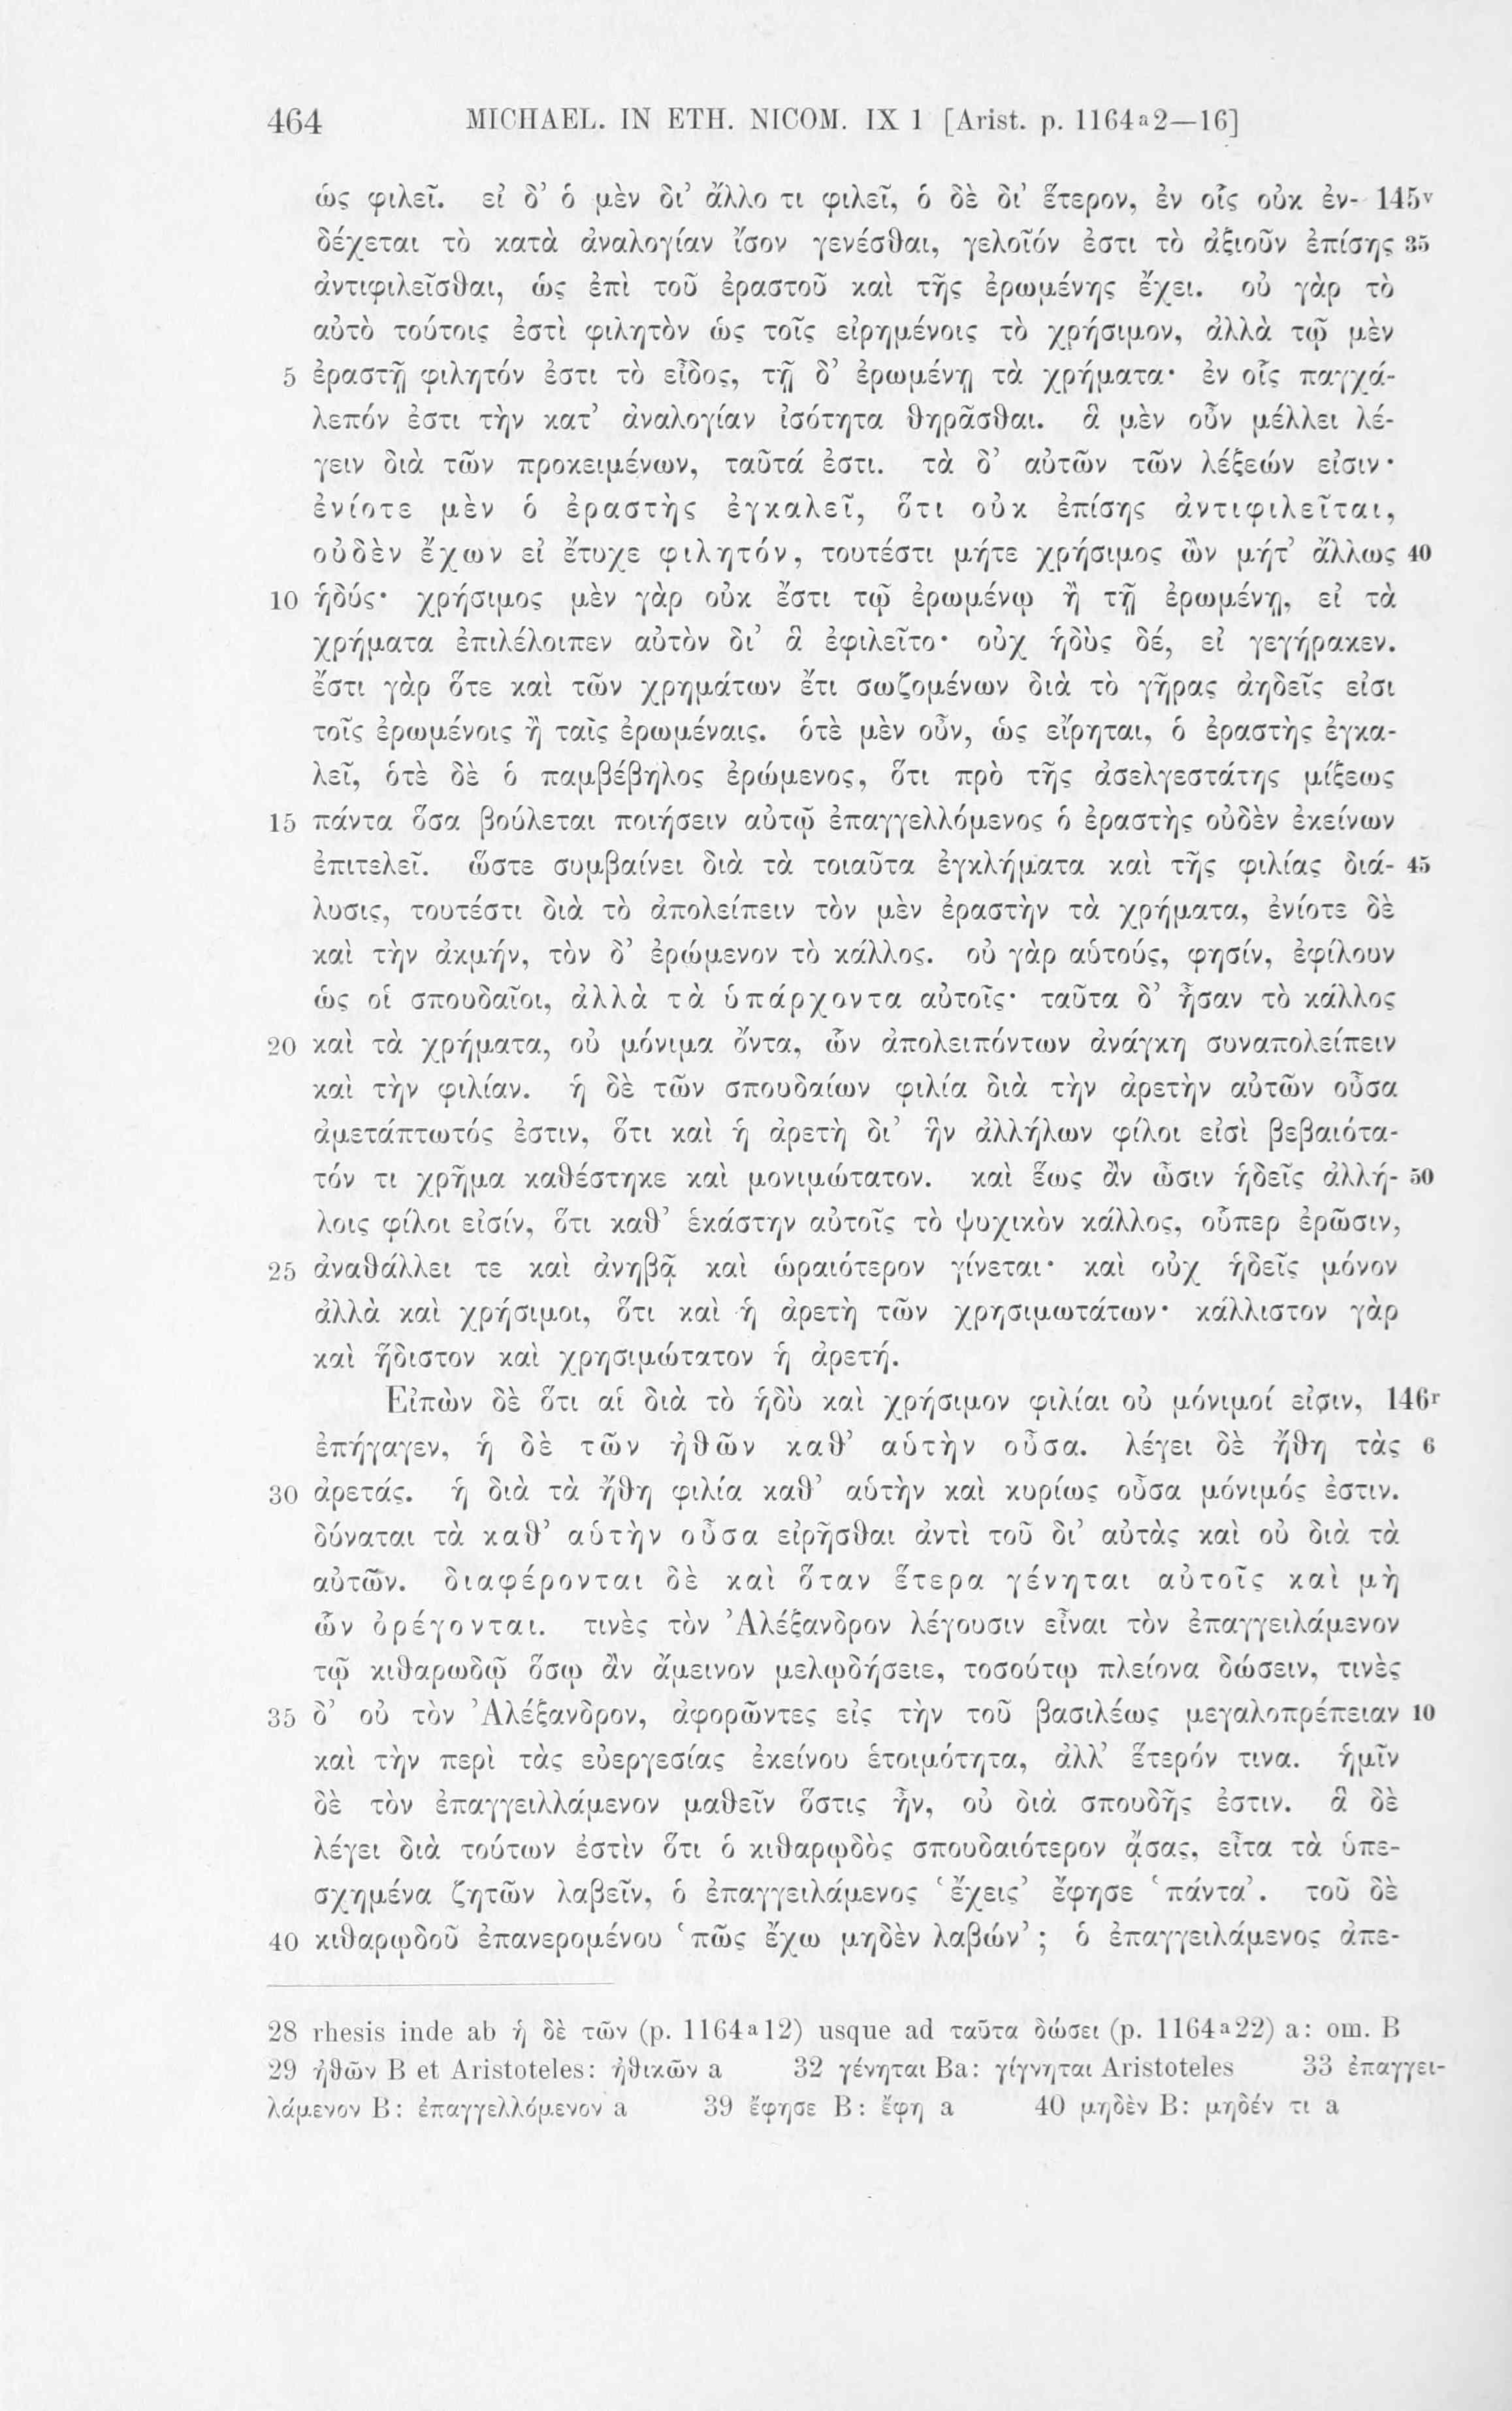 464 MICHAEL. IN ETH. NICOM. IX 1 [Arist. p. 1164a2—16]
ὡς φιλεῖ. εἰ δ’ ὁ μὲν δι’ ἄλλο τι φιλεῖ, ὁ δὲ δι’ ἕτερον, ἐν οἷς οὐκ ἐν- 145v
δέχεται τὸ κατὰ ἀναλογίαν ἴσον γενέσθαι, γελοῖόν ἐστι τὸ ἀξιοῦν ἐπίσης 35
ἀντιφιλεῖσθαι, ὡς ἐπὶ τοῦ ἐραστοῦ καὶ τῆς ἐρωμένης ἔχει. οὐ γὰρ τὸ
αὐτὸ τούτοις ἐστὶ φιλητὸν ὡς τοῖς εἰρημένοις τὸ χρήσιμον, ἀλλὰ τῷ μὲν
5 ἐραστῇ φιλητόν ἐστι τὸ εἶδος, τῇ δ’ ἐρωμένῃ τὰ χρήματα· ἐν οἷς παγχά-
λεπόν ἐστι τὴν κατ’ ἀναλογίαν ἰσότητα θηρᾶσθαι. ἃ μὲν οὖν μέλλει λέ-
γειν διὰ τῶν προκειμένων, ταῦτά ἐστι. τὰ δ’ αὐτῶν τῶν λέξεών εἰσιν·
ἐνίοτε μὲν ὁ ἐραστὴς ἐγκαλεῖ, ὅτι οὐκ ἐπίσης ἀντιφιλεῖται,
οὐδὲν ἔχων εἰ ἔτυχε φιλητόν, τουτέστι μήτε χρήσιμος ὢν μήτ’ ἄλλως 40
10 ἡδύς· χρήσιμος μὲν γὰρ οὐκ ἔστι τῷ ἐρωμένῳ ἢ τῇ ἐρωμένῃ, εἰ τὰ
χρήματα ἐπιλέλοιπεν αὐτὸν δι’ ἃ ἐφιλεῖτο· οὐχ ἡδὺς δέ, εἰ γεγήρακεν.
ἔστι γὰρ ὅτε καὶ τῶν χρημάτων ἔτι σωζομένων διὰ τὸ γῆρας ἀηδεῖς εἰσι
τοῖς ἐρωμένοις ἢ ταῖς ἐρωμέναις. ὁτὲ μὲν οὖν, ὡς εἴρηται, ὁ ἐραστὴς ἐγκα-
λεῖ, ὁτὲ δὲ ὁ παμβέβηλος ἐρώμενος, ὅτι πρὸ τῆς ἀσελγεστάτης μίξεως
15 πάντα ὅσα βούλεται ποιήσειν αὐτῷ ἐπαγγελλόμενος ὁ ἐραστὴς οὐδὲν ἐκείνων
ἐπιτελεῖ. ὥστε συμβαίνει διὰ τὰ τοιαῦτα ἐγκλήματα καὶ τῆς φιλίας διά- 45
λυσις, τουτέστι διὰ τὸ ἀπολείπειν τὸν μὲν ἐραστὴν τὰ χρήματα, ἐνίοτε δὲ
καὶ τὴν ἀκμήν, τὸν δ’ ἐρώμενον τὸ κάλλος. οὐ γὰρ αὑτούς, φησίν, ἐφίλουν
ὡς οἱ σπουδαῖοι, ἀλλὰ τὰ ὑπάρχοντα αὐτοῖς· ταῦτα δ’ ἦσαν τὸ κάλλος
20 καὶ τὰ χρήματα, οὐ μόνιμα ὄντα, ὧν ἀπολειπόντων ἀνάγκη συναπολείπειν
καὶ τὴν φιλίαν. ἡ δὲ τῶν σπουδαίων φιλία διὰ τὴν ἀρετὴν αὐτῶν οὖσα
ἀμετάπτωτός ἐστιν, ὅτι καὶ ἡ ἀρετὴ δι’ ἣν ἀλλήλων φίλοι εἰσὶ βεβαιότα-
τόν τι χρῆμα καθέστηκε καὶ μονιμώτατον. καὶ ἕως ἂν ὦσιν ἡδεῖς ἀλλή- 50
λοις φίλοι εἰσίν, ὅτι καθ’ ἑκάστην αὐτοῖς τὸ ψυχικὸν κάλλος, οὗπερ ἐρῶσιν,
25 ἀναθάλλει τε καὶ ἀνηβᾷ καὶ ὡραιότερον γίνεται· καὶ οὐχ ἡδεῖς μόνον
ἀλλὰ καὶ χρήσιμοι, ὅτι καὶ ἡ ἀρετὴ τῶν χρησιμωτάτων· κάλλιστον γὰρ
καὶ ἥδιστον καὶ χρησιμώτατον ἡ ἀρετή.
Εἰπὼν δὲ ὅτι αἱ διὰ τὸ ἡδὺ καὶ χρήσιμον φιλίαι οὐ μόνιμοί εἰσιν, 146r
ἐπήγαγεν, ἡ δὲ τῶν ἠθῶν καθ’ αὑτὴν οὖσα. λέγει δὲ ἤθη τὰς 6
30 ἀρετάς. ἡ διὰ τὰ ἤθη φιλία καθ’ αὑτὴν καὶ κυρίως οὖσα μόνιμός ἐστιν.
δύναται τὰ καθ’ αὑτὴν οὖσα εἰρῆσθαι ἀντὶ τοῦ δι’ αὐτὰς καὶ οὐ διὰ τὰ
αὐτῶν. διαφέρονται δὲ καὶ ὅταν ἕτερα γένηται αὐτοῖς καὶ μὴ
ὧν ὀρέγονται. τινὲς τὸν Ἀλέξανδρον λέγουσιν εἶναι τὸν ἐπαγγειλάμενον
τῷ κιθαρωδῷ ὅσῳ ἂν ἄμεινον μελῳδήσειε, τοσούτῳ πλείονα δώσειν, τινὲς
35 δ’ οὐ τὸν Ἀλέξανδρον, ἀφορῶντες εἰς τὴν τοῦ βασιλέως μεγαλοπρέπειαν 10
καὶ τὴν περὶ τὰς εὐεργεσίας ἐκείνου ἑτοιμότητα, ἀλλ’ ἕτερόν τινα. ἡμῖν
δὲ τὸν ἐπαγγειλλάμενον μαθεῖν ὅστις ἦν, οὐ διὰ σπουδῆς ἐστιν. ἃ δὲ
λέγει διὰ τούτων ἐστὶν ὅτι ὁ κιθαρῳδὸς σπουδαιότερον ᾄσας, εἶτα τὰ ὑπε-
σχημένα ζητῶν λαβεῖν, ὁ ἐπαγγειλάμενος ‘ἔχεις’ ἔφησε ‘πάντα’. τοῦ δὲ
40 κιθαρῳδοῦ ἐπανερομένου ‘πῶς ἔχω μηδὲν λαβών’; ὁ ἐπαγγειλάμενος ἀπε-
28 rhesis inde ab ἡ δὲ τῶν (p. 1164a12) usque ad ταῦτα δώσει (p. 1164a22) a: om. B
29 ἠθῶν B et Aristoteles: ἠθικῶν a 32 γένηται Ba: γίγνηται Aristoteles 33 ἐπαγγει-
λάμενον B: ἐπαγγελλόμενον a 39 ἔφησε B: ἔφη a 40 μηδὲν B: μηδέν τι a